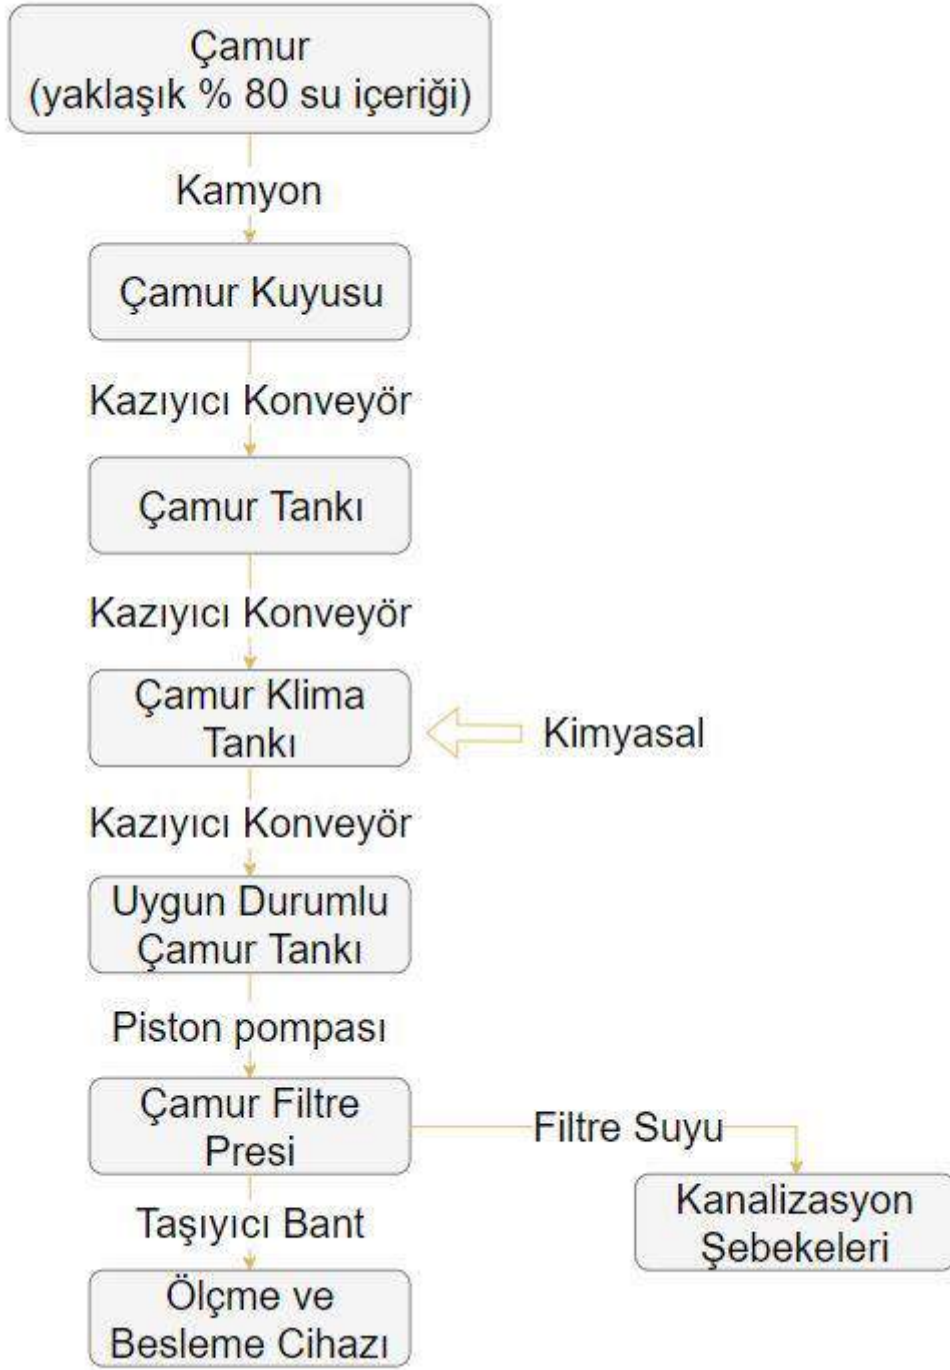 Çamur
(yaklaşık % 80 su içeriği)
Kamyon
Çamur Kuyusu
Kazıyıcı Konveyör
Çamur Tankı
Kazıyıcı Konveyör
Çamur Klima
Tankı
Kimyasal
Kazıyıcı Konveyör
Uygun Durumlu
Çamur Tankı
Piston pompası
Çamur Filtre
Presi
Filtre Suyu
Kanalizasyon
Şebekeleri
Taşıyıcı Bant
Ölçme ve
Besleme Cihazı